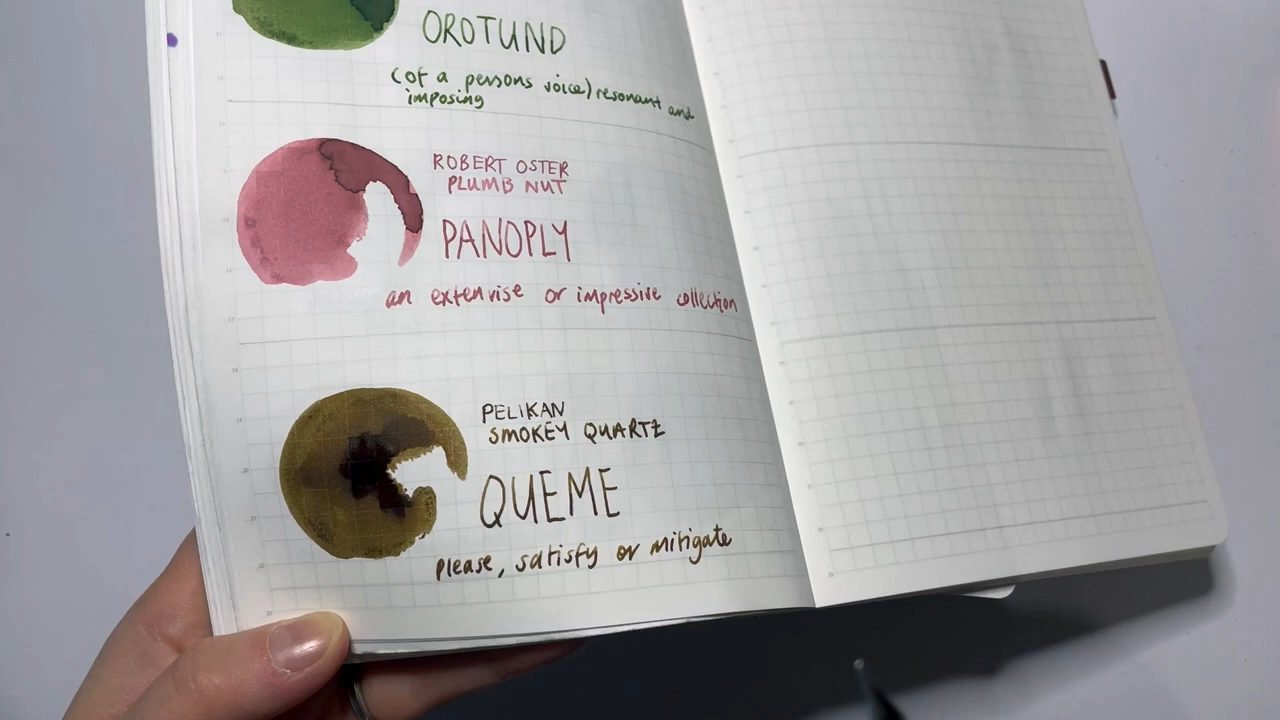 OROTUND
(of a persons voice) resonant and
imposing
ROBERT OSTER
PLUMB NUT
PANOPLY
an extenvise or impressive collection
PELIKAN
SMOKEY QUARTZ
QUEME
please, satisfy or mitigate